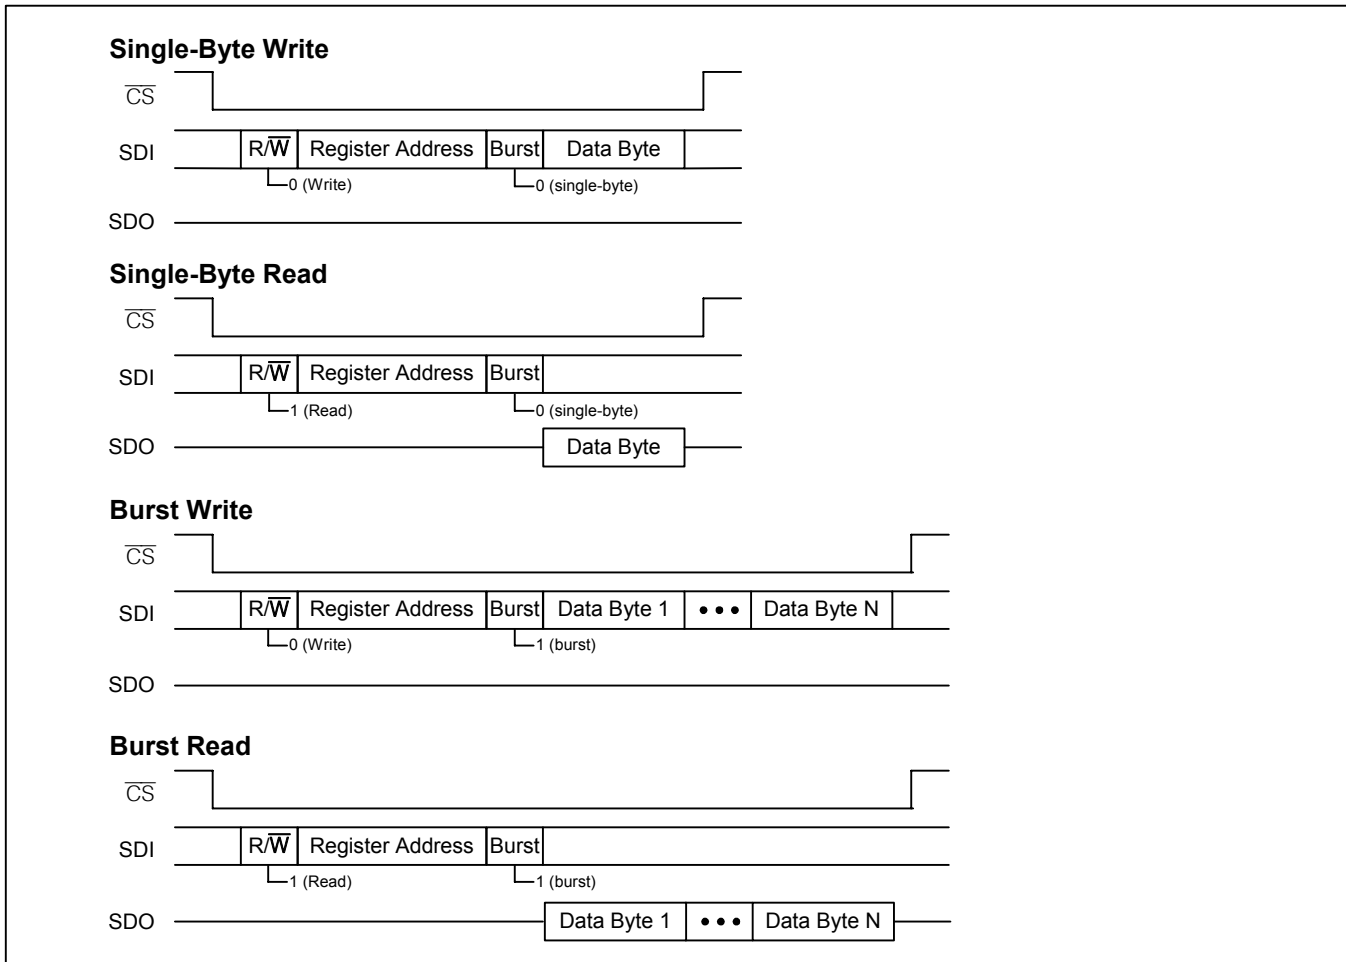 Single-Byte Write
CS
SDI R/W Register Address Burst Data Byte
0 (Write) 0 (single-byte)
SDO
Single-Byte Read
CS
SDI R/W Register Address Burst
1 (Read) 0 (single-byte)
SDO Data Byte
Burst Write
CS
SDI R/W Register Address Burst Data Byte 1 ••• Data Byte N
0 (Write) 1 (burst)
SDO
Burst Read
CS
SDI R/W Register Address Burst
1 (Read) 1 (burst)
SDO Data Byte 1 ••• Data Byte N